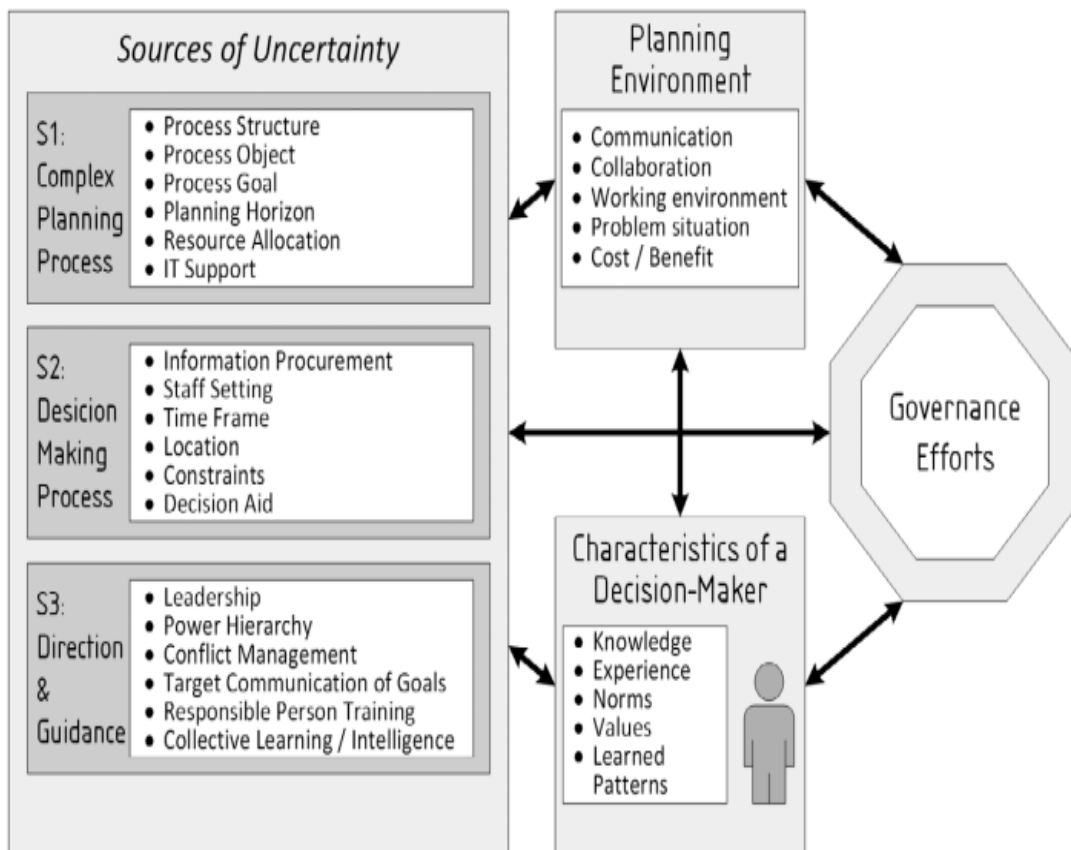 Sources of Uncertainty
S1:
Complex
Planning
Process
• Process Structure
• Process Object
• Process Goal
• Planning Horizon
• Resource Allocation
• IT Support
S2:
Desicion
Making
Process
• Information Procurement
• Staff Setting
• Time Frame
• Location
• Constraints
• Decision Aid
S3:
Direction
&
Guidance
• Leadership
• Power Hierarchy
• Conflict Management
• Target Communication of Goals
• Responsible Person Training
• Collective Learning / Intelligence
Planning
Environment
• Communication
• Collaboration
• Working environment
• Problem situation
• Cost / Benefit
Characteristics of a
Decision-Maker
• Knowledge
• Experience
• Norms
• Values
• Learned
Patterns
Governance
Efforts